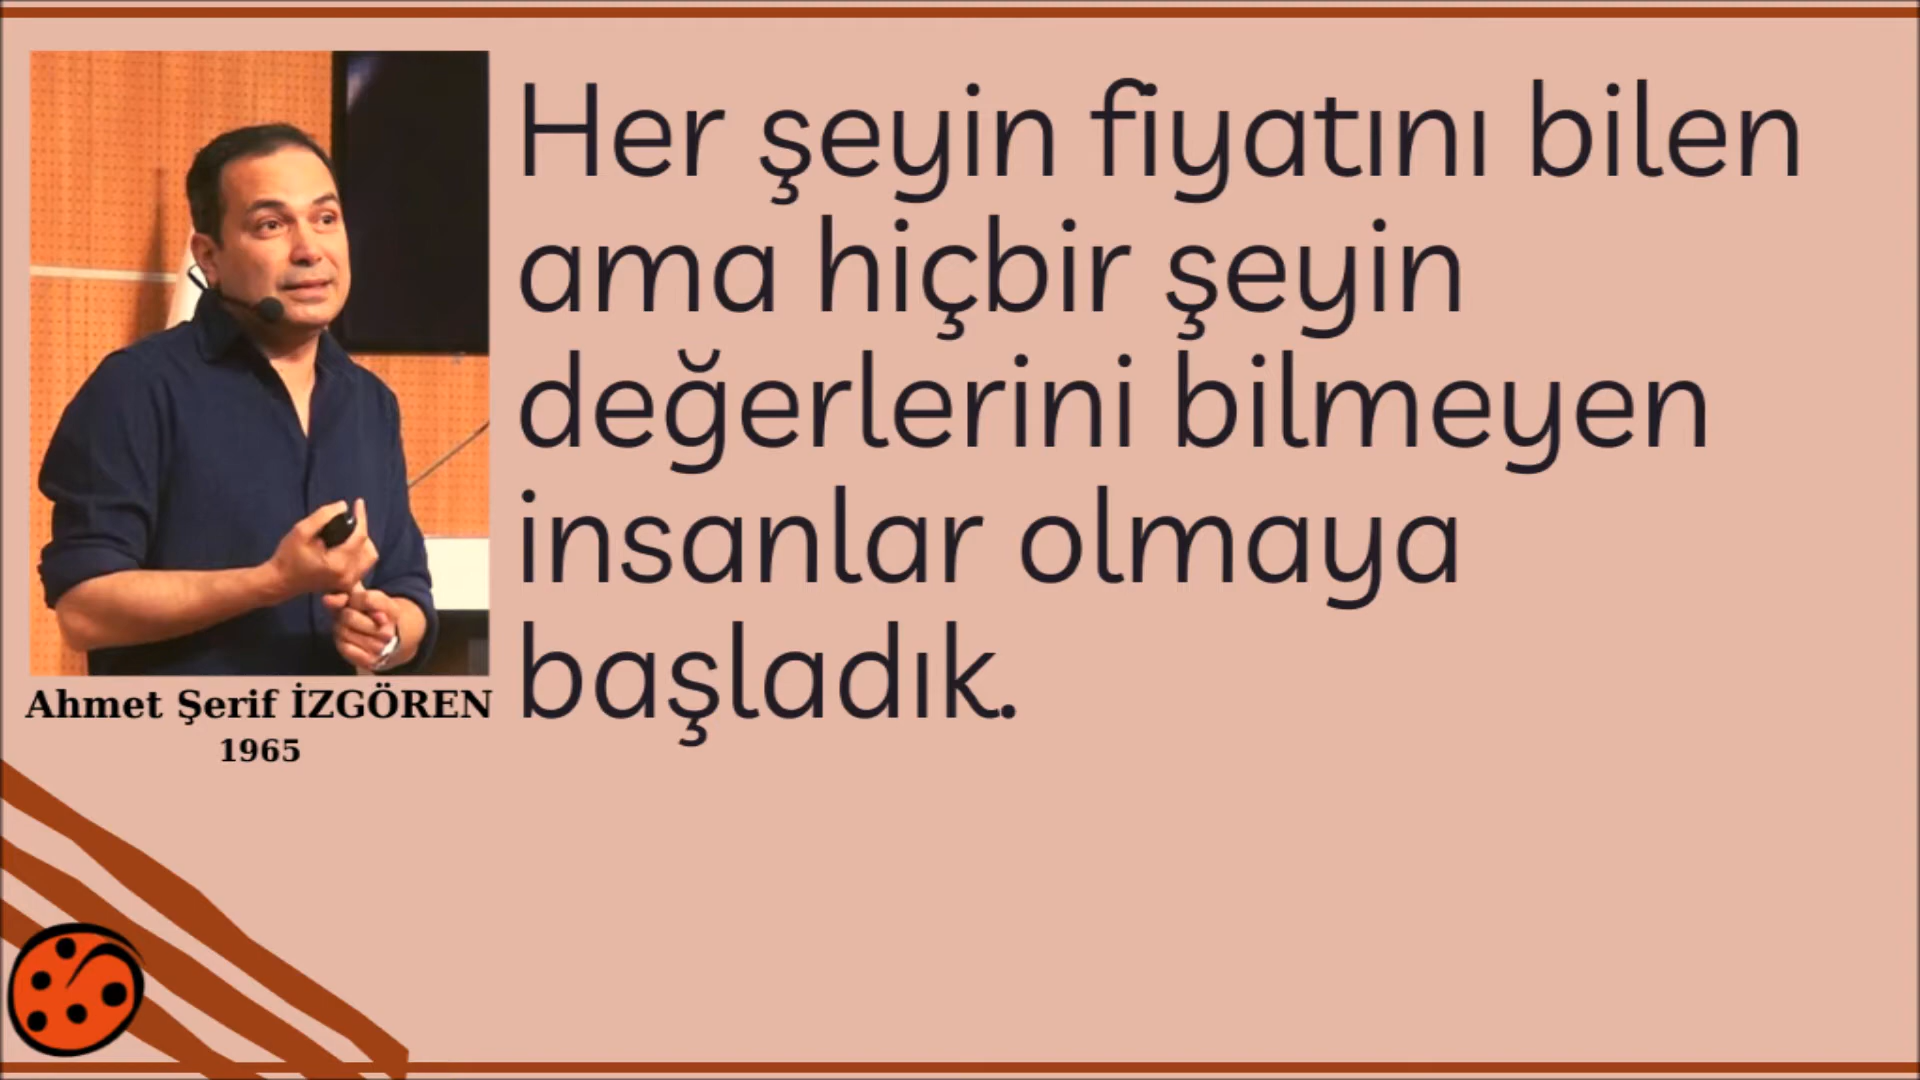 Her şeyin fiyatını bilen
ama hiçbir şeyin
değerlerini bilmeyen
insanlar olmaya
başladık.
Ahmet Şerif İZGÖREN
1965